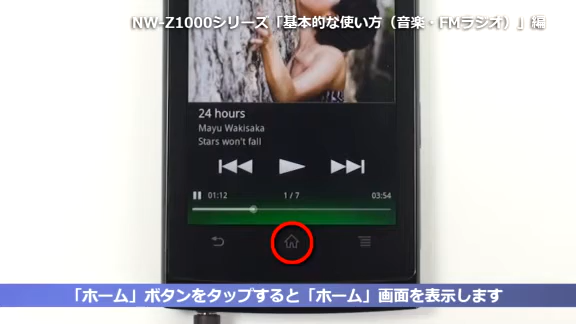 NW-Z1000シリーズ「基本的な使い方（音楽・FMラジオ）」編
24 hours
Mayu Wakisaka
Stars won't fall
01:12 1 / 7 03:54
「ホーム」ボタンをタップすると「ホーム」画面を表示します